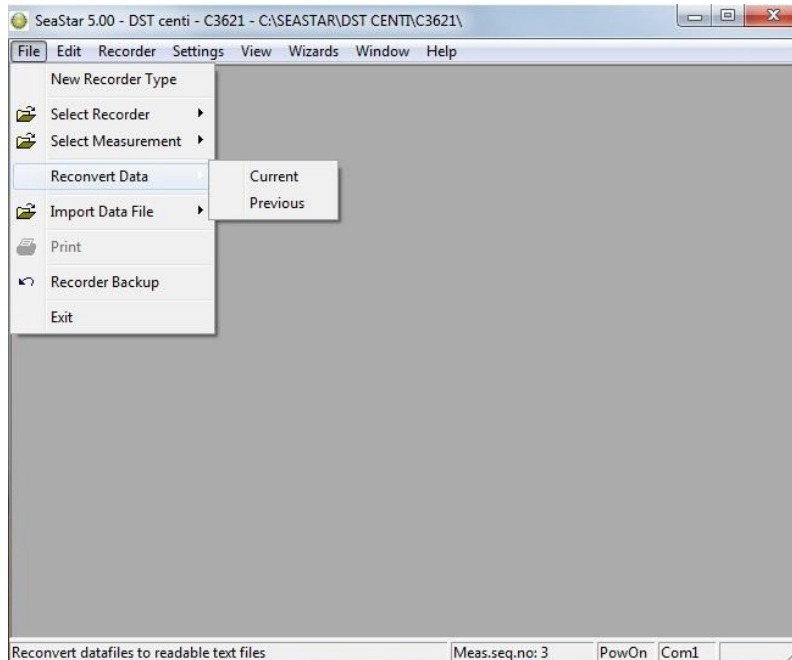 SeaStar 5.00 - DST centi - C3621 - C:\SEASTAR\DST CENTI\C3621\
File Edit Recorder Settings View Wizards Window Help
New Recorder Type
Select Recorder
Select Measurement
Reconvert Data
Current
Previous
Import Data File
Print
Recorder Backup
Exit
Reconvert datafiles to readable text files Meas.seq.no: 3 PowOn Com1